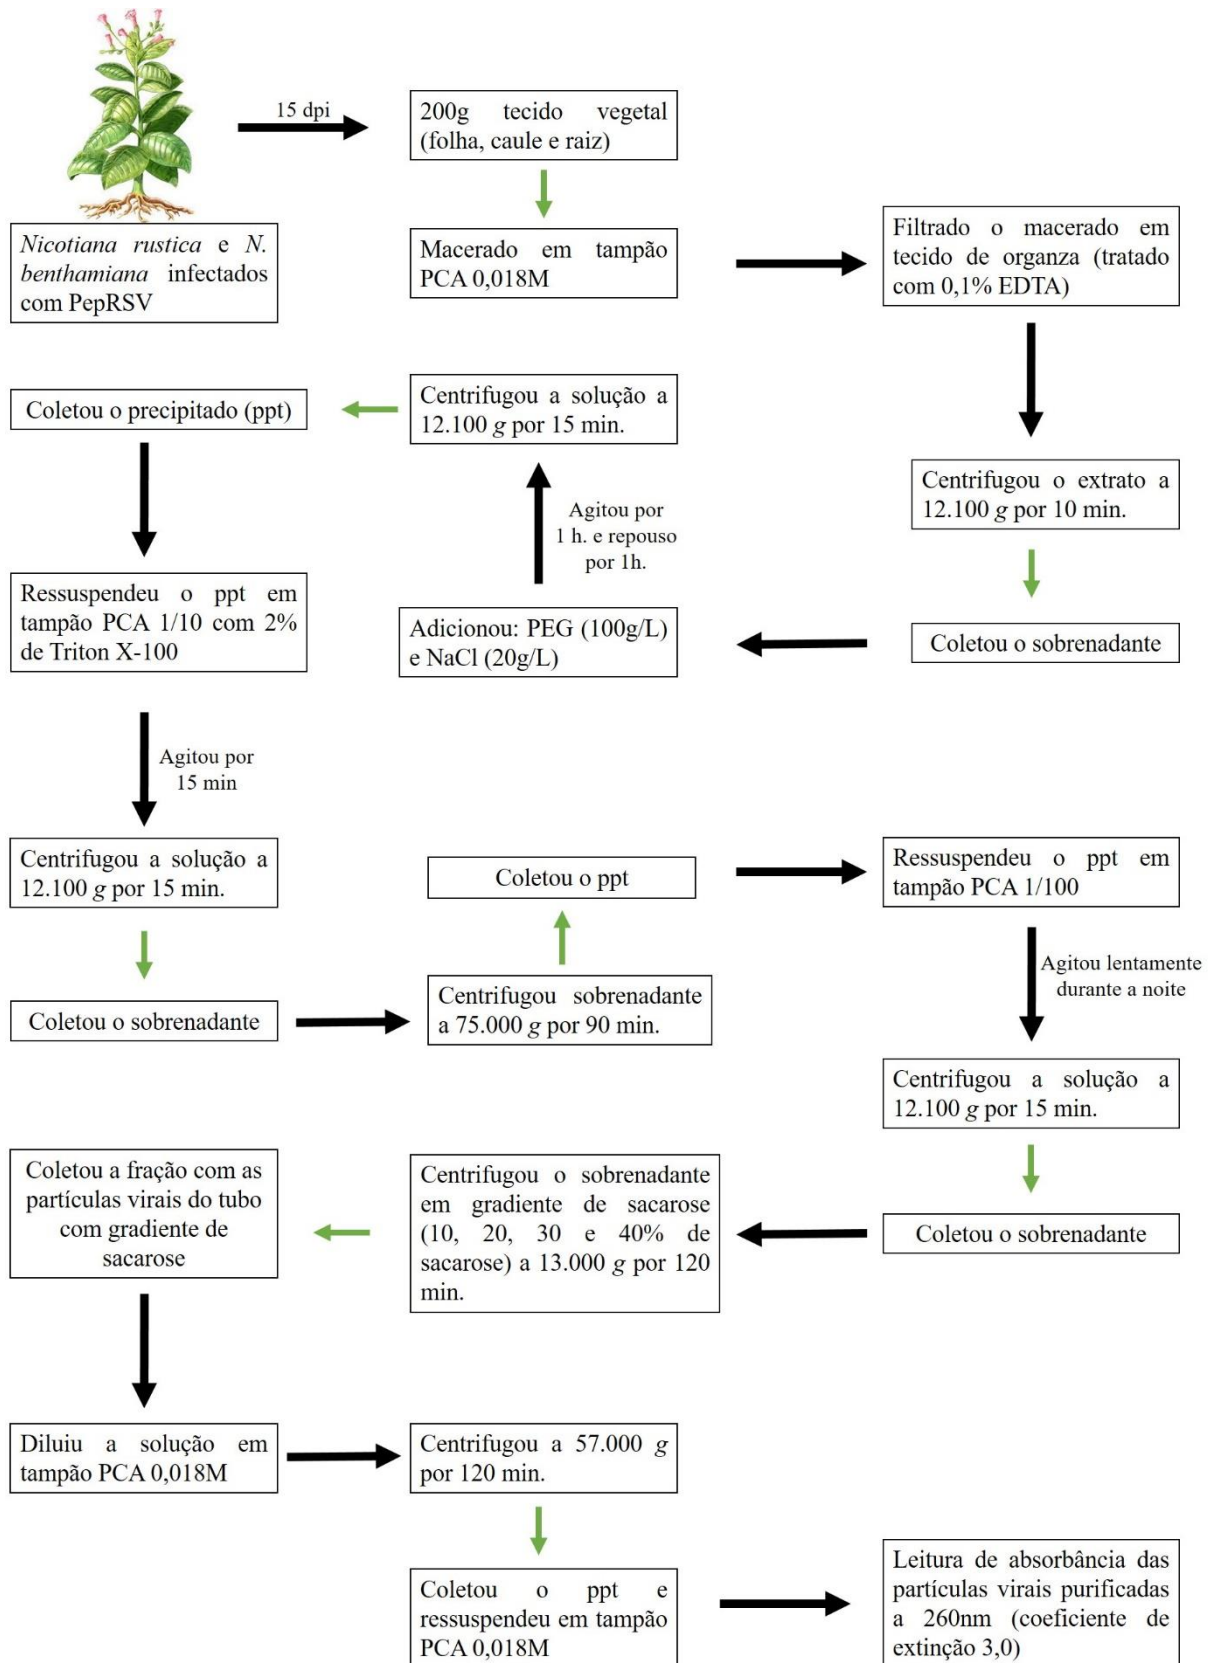 15 dpi
200g tecido vegetal
(folha, caule e raiz)
Nicotiana rustica e N.
benthamiana infectados
com PepRSV
Macerado em tampão
PCA 0,018M
Filtrado o macerado em
tecido de organza (tratado
com 0,1% EDTA)
Centrifugou o extrato a
12.100 g por 10 min.
Coletou o sobrenadante
Adicionou: PEG (100g/L)
e NaCl (20g/L)
Agitou por
1 h. e repouso
por 1h.
Centrifugou a solução a
12.100 g por 15 min.
Coletou o precipitado (ppt)
Ressuspendeu o ppt em
tampão PCA 1/10 com 2%
de Triton X-100
Agitou por
15 min
Centrifugou a solução a
12.100 g por 15 min.
Coletou o sobrenadante
Centrifugou sobrenadante
a 75.000 g por 90 min.
Coletou o ppt
Ressuspendeu o ppt em
tampão PCA 1/100
Agitou lentamente
durante a noite
Centrifugou a solução a
12.100 g por 15 min.
Coletou o sobrenadante
Centrifugou o sobrenadante
em gradiente de sacarose
(10, 20, 30 e 40% de
sacarose) a 13.000 g por 120
min.
Coletou a fração com as
partículas virais do tubo
com gradiente de
sacarose
Diluiu a solução em
tampão PCA 0,018M
Centrifugou a 57.000 g
por 120 min.
Coletou o ppt e
ressuspendeu em tampão
PCA 0,018M
Leitura de absorbância das
partículas virais purificadas
a 260nm (coeficiente de
extinção 3,0)